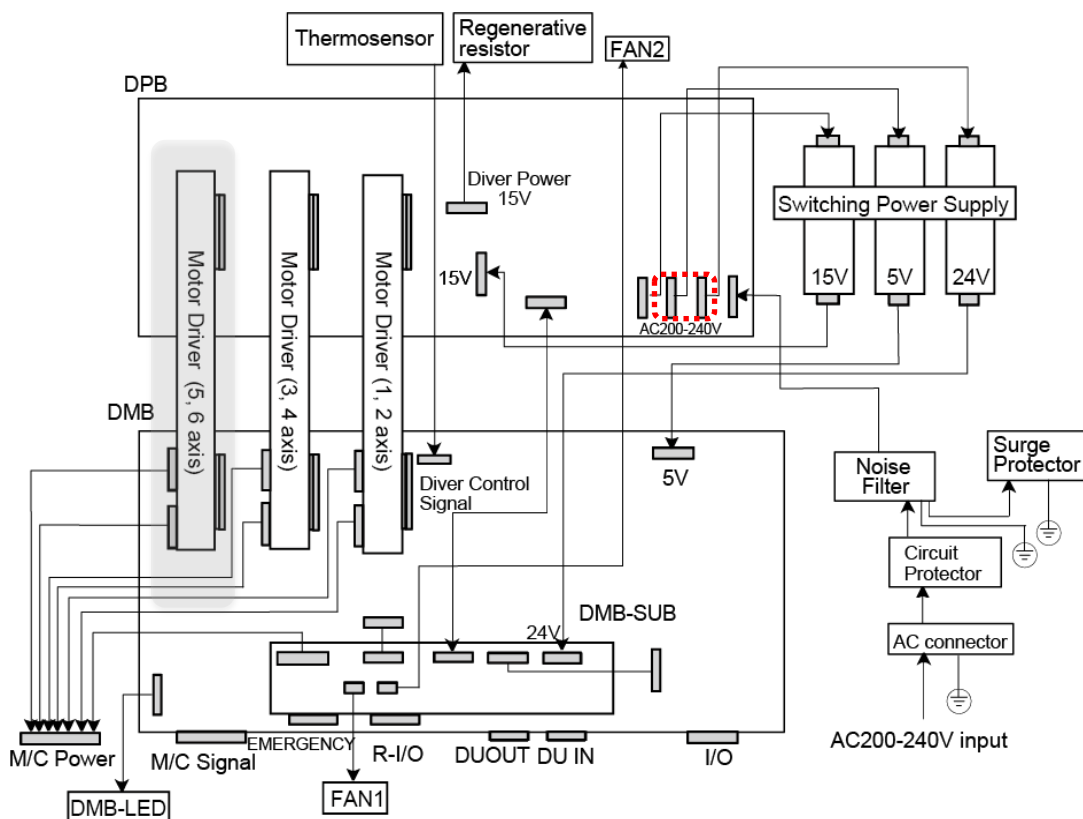 Thermosensor
Regenerative
resistor
FAN2
DPB
Diver Power
15V
15V
Switching Power Supply
15V
5V
24V
AC200-240V
Motor Driver (5, 6 axis)
Motor Driver (3, 4 axis)
Motor Driver (1, 2 axis)
DMB
Diver Control
Signal
5V
Noise
Filter
Surge
Protector
Circuit
Protector
DMB-SUB
24V
AC connector
AC200-240V input
M/C Power
M/C Signal
EMERGENCY
R-I/O
DUOUT
DU IN
I/O
DMB-LED
FAN1